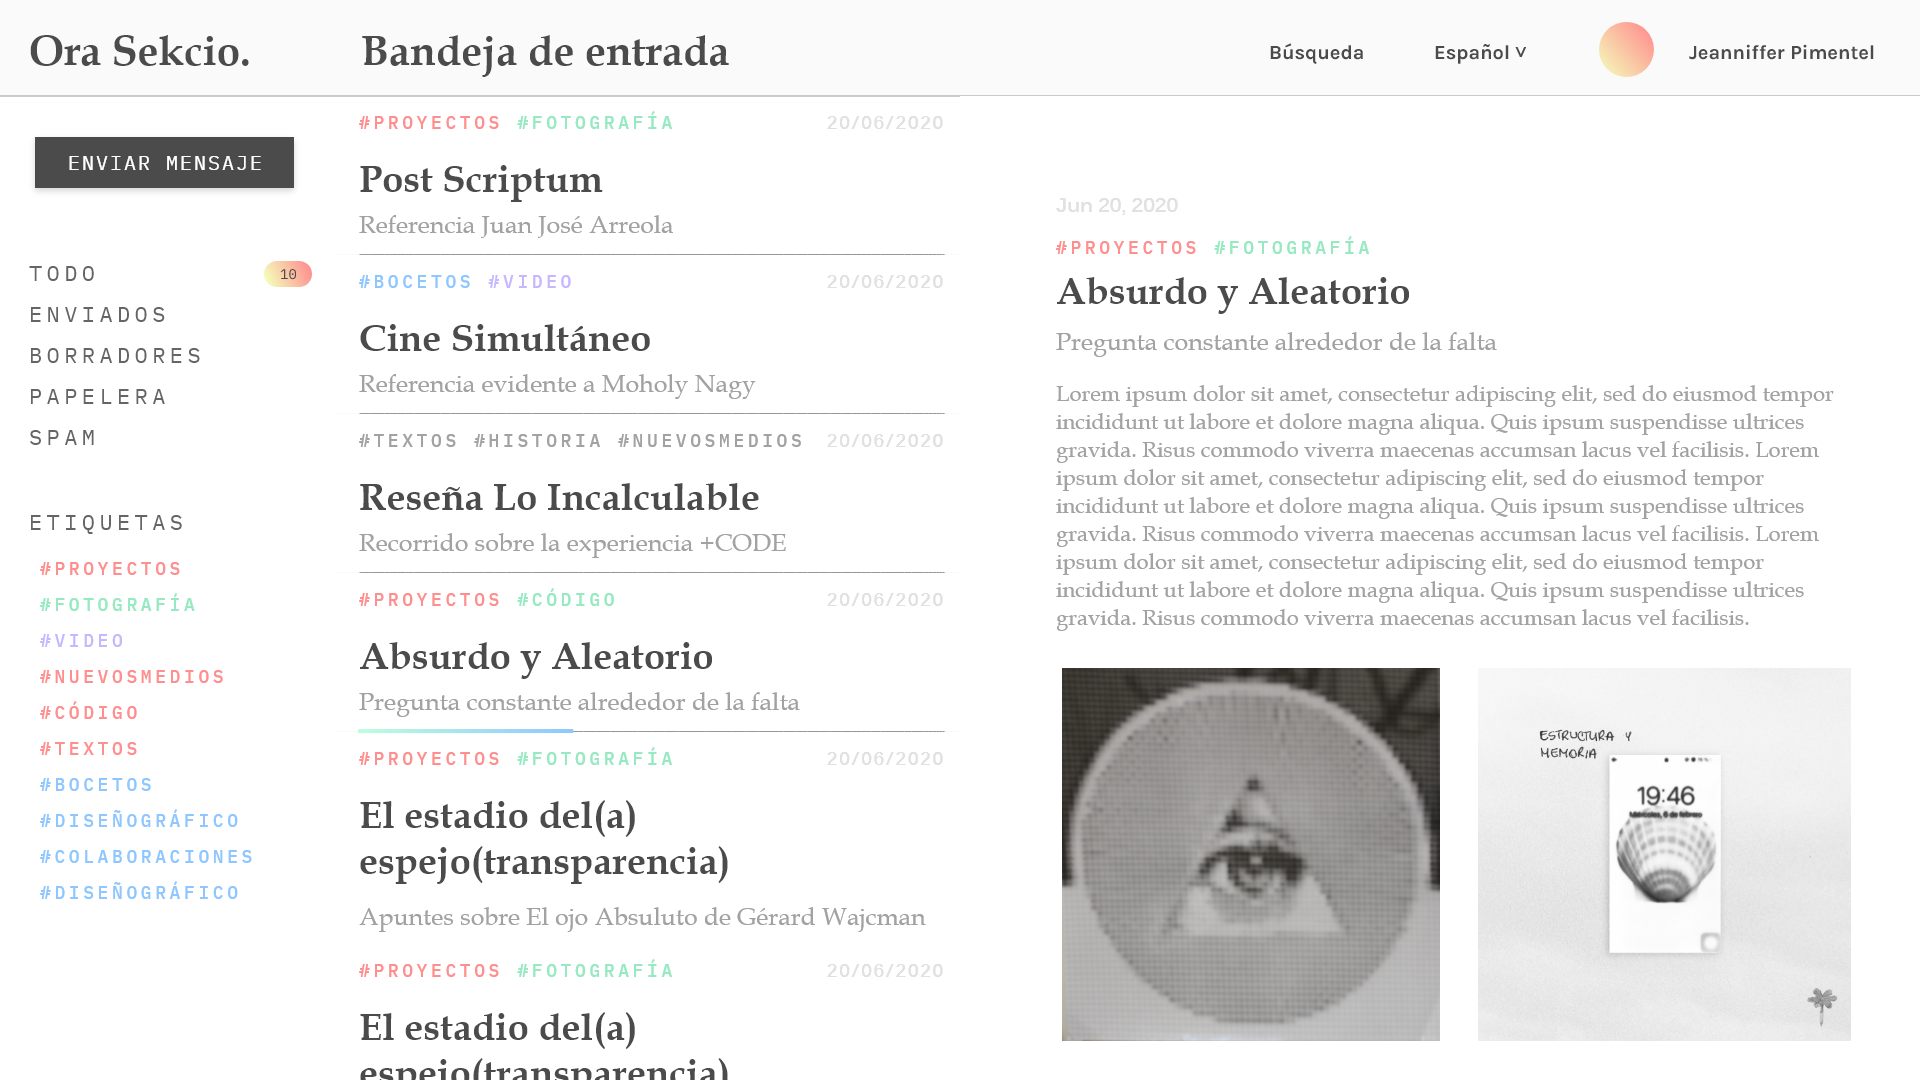 Ora Sekcio.
Bandeja de entrada
Búsqueda
Español ˅
Jeanniffer Pimentel
ENVIAR MENSAJE
TODO 10
ENVIADOS
BORRADORES
PAPELERA
SPAM
ETIQUETAS
#PROYECTOS
#FOTOGRAFÍA
#VIDEO
#NUEVOSMEDIOS
#CÓDIGO
#TEXTOS
#BOCETOS
#DISEÑOGRÁFICO
#COLABORACIONES
#DISEÑOGRÁFICO
#PROYECTOS #FOTOGRAFÍA 20/06/2020
Post Scriptum
Referencia Juan José Arreola
#BOCETOS #VIDEO 20/06/2020
Cine Simultáneo
Referencia evidente a Moholy Nagy
#TEXTOS #HISTORIA #NUEVOSMEDIOS 20/06/2020
Reseña Lo Incalculable
Recorrido sobre la experiencia +CODE
#PROYECTOS #CÓDIGO 20/06/2020
Absurdo y Aleatorio
Pregunta constante alrededor de la falta
#PROYECTOS #FOTOGRAFÍA 20/06/2020
El estadio del(a)
espejo(transparencia)
Apuntes sobre El ojo Absuluto de Gérard Wajcman
#PROYECTOS #FOTOGRAFÍA 20/06/2020
El estadio del(a)
espejo(transparencia)
Jun 20, 2020
#PROYECTOS #FOTOGRAFÍA
Absurdo y Aleatorio
Pregunta constante alrededor de la falta
Lorem ipsum dolor sit amet, consectetur adipiscing elit, sed do eiusmod tempor
incididunt ut labore et dolore magna aliqua. Quis ipsum suspendisse ultrices
gravida. Risus commodo viverra maecenas accumsan lacus vel facilisis. Lorem
ipsum dolor sit amet, consectetur adipiscing elit, sed do eiusmod tempor
incididunt ut labore et dolore magna aliqua. Quis ipsum suspendisse ultrices
gravida. Risus commodo viverra maecenas accumsan lacus vel facilisis. Lorem
ipsum dolor sit amet, consectetur adipiscing elit, sed do eiusmod tempor
incididunt ut labore et dolore magna aliqua. Quis ipsum suspendisse ultrices
gravida. Risus commodo viverra maecenas accumsan lacus vel facilisis.
ESTRUCTURA Y
MEMORIA
19:46
Miércoles, 6 de febrero